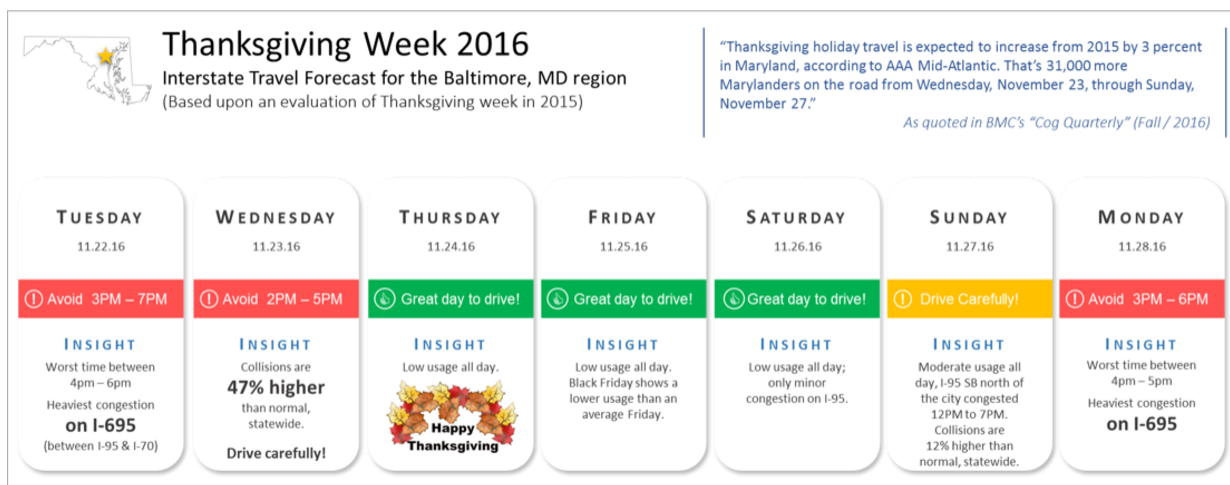 Thanksgiving Week 2016
Interstate Travel Forecast for the Baltimore, MD region
(Based upon an evaluation of Thanksgiving week in 2015)
“Thanksgiving holiday travel is expected to increase from 2015 by 3 percent
in Maryland, according to AAA Mid-Atlantic. That’s 31,000 more
Marylanders on the road from Wednesday, November 23, through Sunday,
November 27.”
As quoted in BMC’s “Cog Quarterly” (Fall / 2016)
TUESDAY
11.22.16
Avoid 3PM – 7PM
INSIGHT
Worst time between
4pm – 6pm
Heaviest congestion
on I-695
(between I-95 & I-70)
WEDNESDAY
11.23.16
Avoid 2PM – 5PM
INSIGHT
Collisions are
47% higher
than normal,
statewide.
Drive carefully!
THURSDAY
11.24.16
Great day to drive!
INSIGHT
Low usage all day.
Happy
Thanksgiving
FRIDAY
11.25.16
Great day to drive!
INSIGHT
Low usage all day.
Black Friday shows a
lower usage than an
average Friday.
SATURDAY
11.26.16
Great day to drive!
INSIGHT
Low usage all day;
only minor
congestion on I-95.
SUNDAY
11.27.16
Drive Carefully!
INSIGHT
Moderate usage all
day, I-95 SB north of
the city congested
12PM to 7PM.
Collisions are
12% higher than
normal, statewide.
MONDAY
11.28.16
Avoid 3PM – 6PM
INSIGHT
Worst time between
4pm – 5pm
Heaviest congestion
on I-695